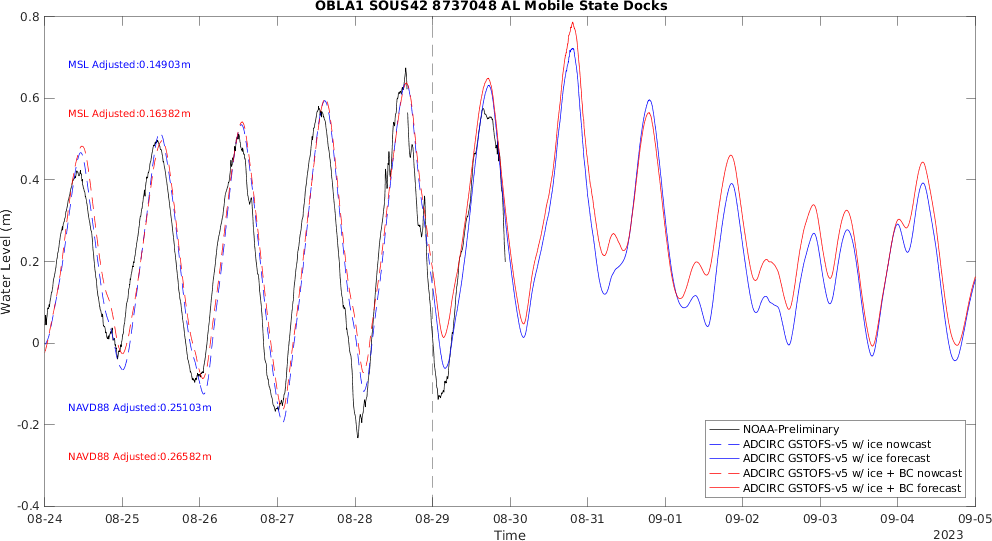 OBLA1 SOUS42 8737048 AL Mobile State Docks
0.8
0.6
0.4
0.2
0
-0.2
-0.4
Water Level (m)
MSL Adjusted:0.14903m
MSL Adjusted:0.16382m
NAVD88 Adjusted:0.25103m
NAVD88 Adjusted:0.26582m
NOAA-Preliminary
ADCIRC GSTOFS-v5 w/ ice nowcast
ADCIRC GSTOFS-v5 w/ ice forecast
ADCIRC GSTOFS-v5 w/ ice + BC nowcast
ADCIRC GSTOFS-v5 w/ ice + BC forecast
08-24 08-25 08-26 08-27 08-28 08-29 08-30 08-31 09-01 09-02 09-03 09-04 09-05
Time
2023